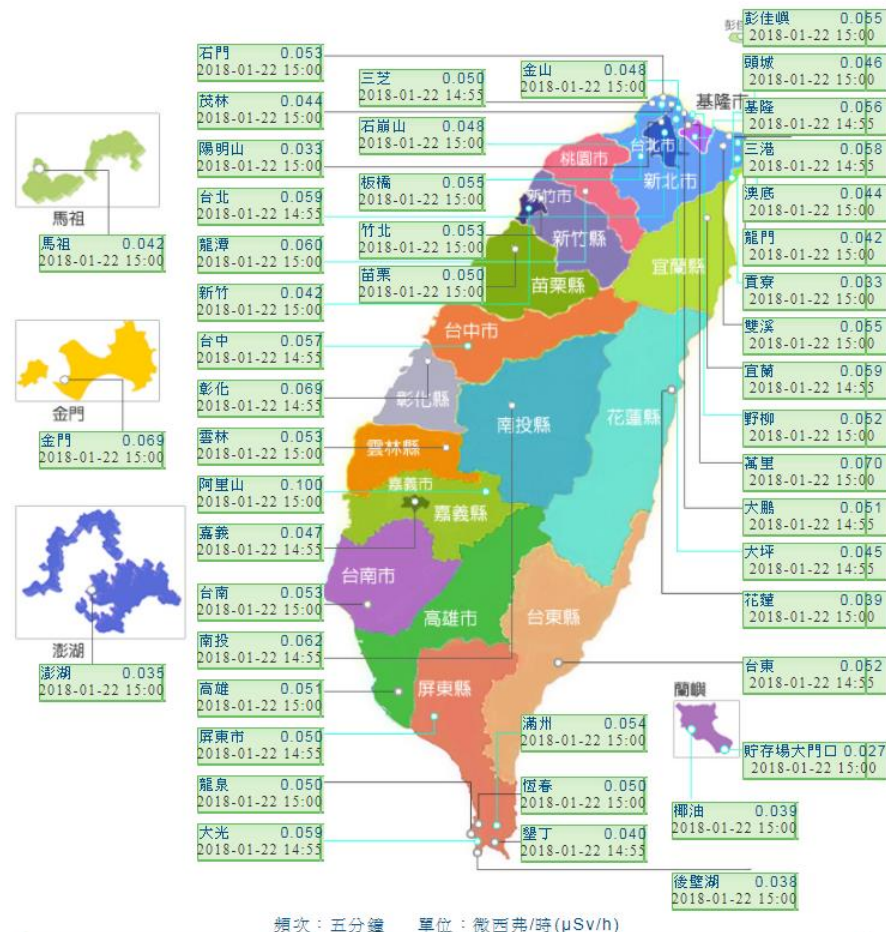 石門 0.053
2018-01-22 15:00
茂林 0.044
2018-01-22 15:00
陽明山 0.033
2018-01-22 15:00
台北 0.059
2018-01-22 14:55
龍潭 0.060
2018-01-22 15:00
新竹 0.042
2018-01-22 15:00
台中 0.057
2018-01-22 14:55
彰化 0.069
2018-01-22 14:55
雲林 0.053
2018-01-22 15:00
阿里山 0.100
2018-01-22 15:00
嘉義 0.047
2018-01-22 14:55
台南 0.053
2018-01-22 15:00
南投 0.062
2018-01-22 14:55
高雄 0.051
2018-01-22 15:00
屏東市 0.050
2018-01-22 14:55
龍泉 0.050
2018-01-22 15:00
大光 0.059
2018-01-22 14:55
三芝 0.050
2018-01-22 14:55
石崩山 0.048
2018-01-22 15:00
板橋 0.055
2018-01-22 15:00
竹北 0.053
2018-01-22 15:00
苗栗 0.050
2018-01-22 15:00
金山 0.048
2018-01-22 15:00
彭佳嶼 0.055
2018-01-22 15:00
頭城 0.046
2018-01-22 15:00
基隆 0.056
2018-01-22 14:55
三港 0.058
2018-01-22 14:55
澳底 0.044
2018-01-22 15:00
龍門 0.042
2018-01-22 15:00
貢寮 0.033
2018-01-22 15:00
雙溪 0.055
2018-01-22 15:00
宜蘭 0.059
2018-01-22 14:55
野柳 0.052
2018-01-22 15:00
萬里 0.070
2018-01-22 15:00
大鵬 0.051
2018-01-22 14:55
大坪 0.045
2018-01-22 14:55
花蓮 0.039
2018-01-22 15:00
台東 0.052
2018-01-22 14:55
貯存場大門口 0.027
2018-01-22 15:00
椰油 0.039
2018-01-22 15:00
後壁湖 0.038
2018-01-22 15:00
滿州 0.054
2018-01-22 15:00
恆春 0.050
2018-01-22 15:00
墾丁 0.040
2018-01-22 14:55
馬祖
馬祖 0.042
2018-01-22 15:00
金門
金門 0.069
2018-01-22 15:00
澎湖
澎湖 0.035
2018-01-22 15:00
蘭嶼
基隆市
台北市
新北市
桃園市
新竹市
新竹縣
苗栗縣
宜蘭縣
台中市
彰化縣
南投縣
花蓮縣
雲林縣
嘉義市
嘉義縣
台南市
高雄市
台東縣
屏東縣
頻次：五分鐘 單位：微西弗/時(μSv/h)